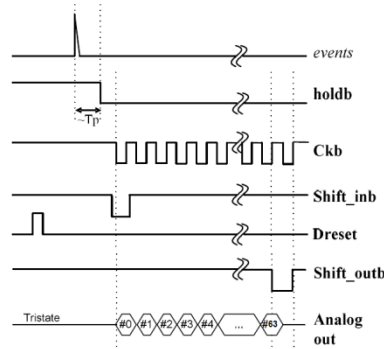 events
holdb
~Tp
Ckb
Shift_inb
Dreset
Shift_outb
Tristate #0 #1 #2 #3 #4 ... #63 Analog
out